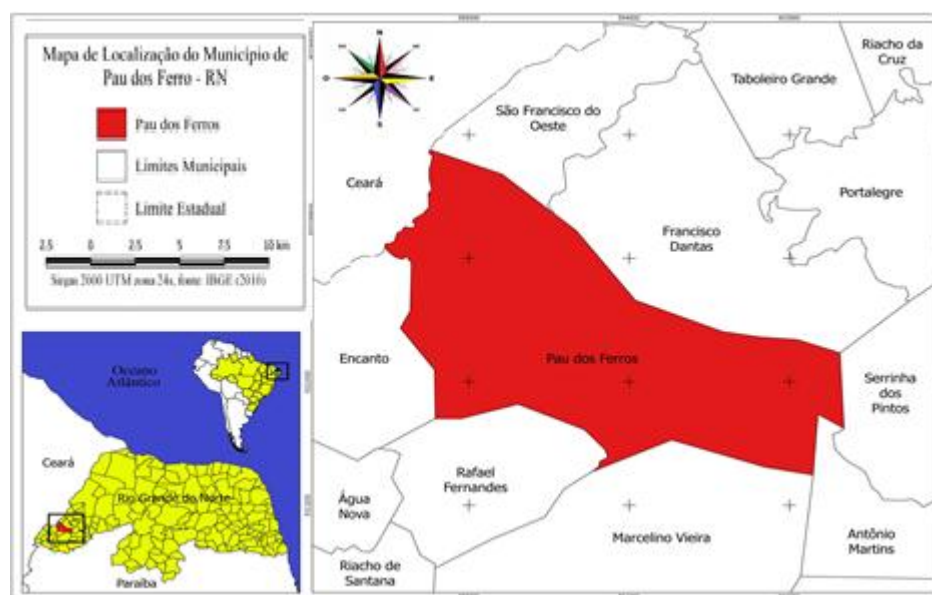 Mapa de Localização do Município de
Pau dos Ferro - RN
Pau dos Ferros
Limites Municipais
Limite Estadual
2.5 0 2.5 5 7.5 10 km
Sirgas 2000 UTM zona 24s, fonte: IBGE (2010)
Oceano
Atlântico
Ceará
Rio Grande do Norte
Paraíba
N
O
E
S
São Francisco do
Oeste
Taboleiro Grande
Riacho da
Cruz
Ceará
Portalegre
Francisco
Dantas
Encanto
Pau dos Ferros
Serrinha
dos
Pintos
Rafael
Fernandes
Água
Nova
Marcelino Vieira
Antônio
Martins
Riacho de
Santana